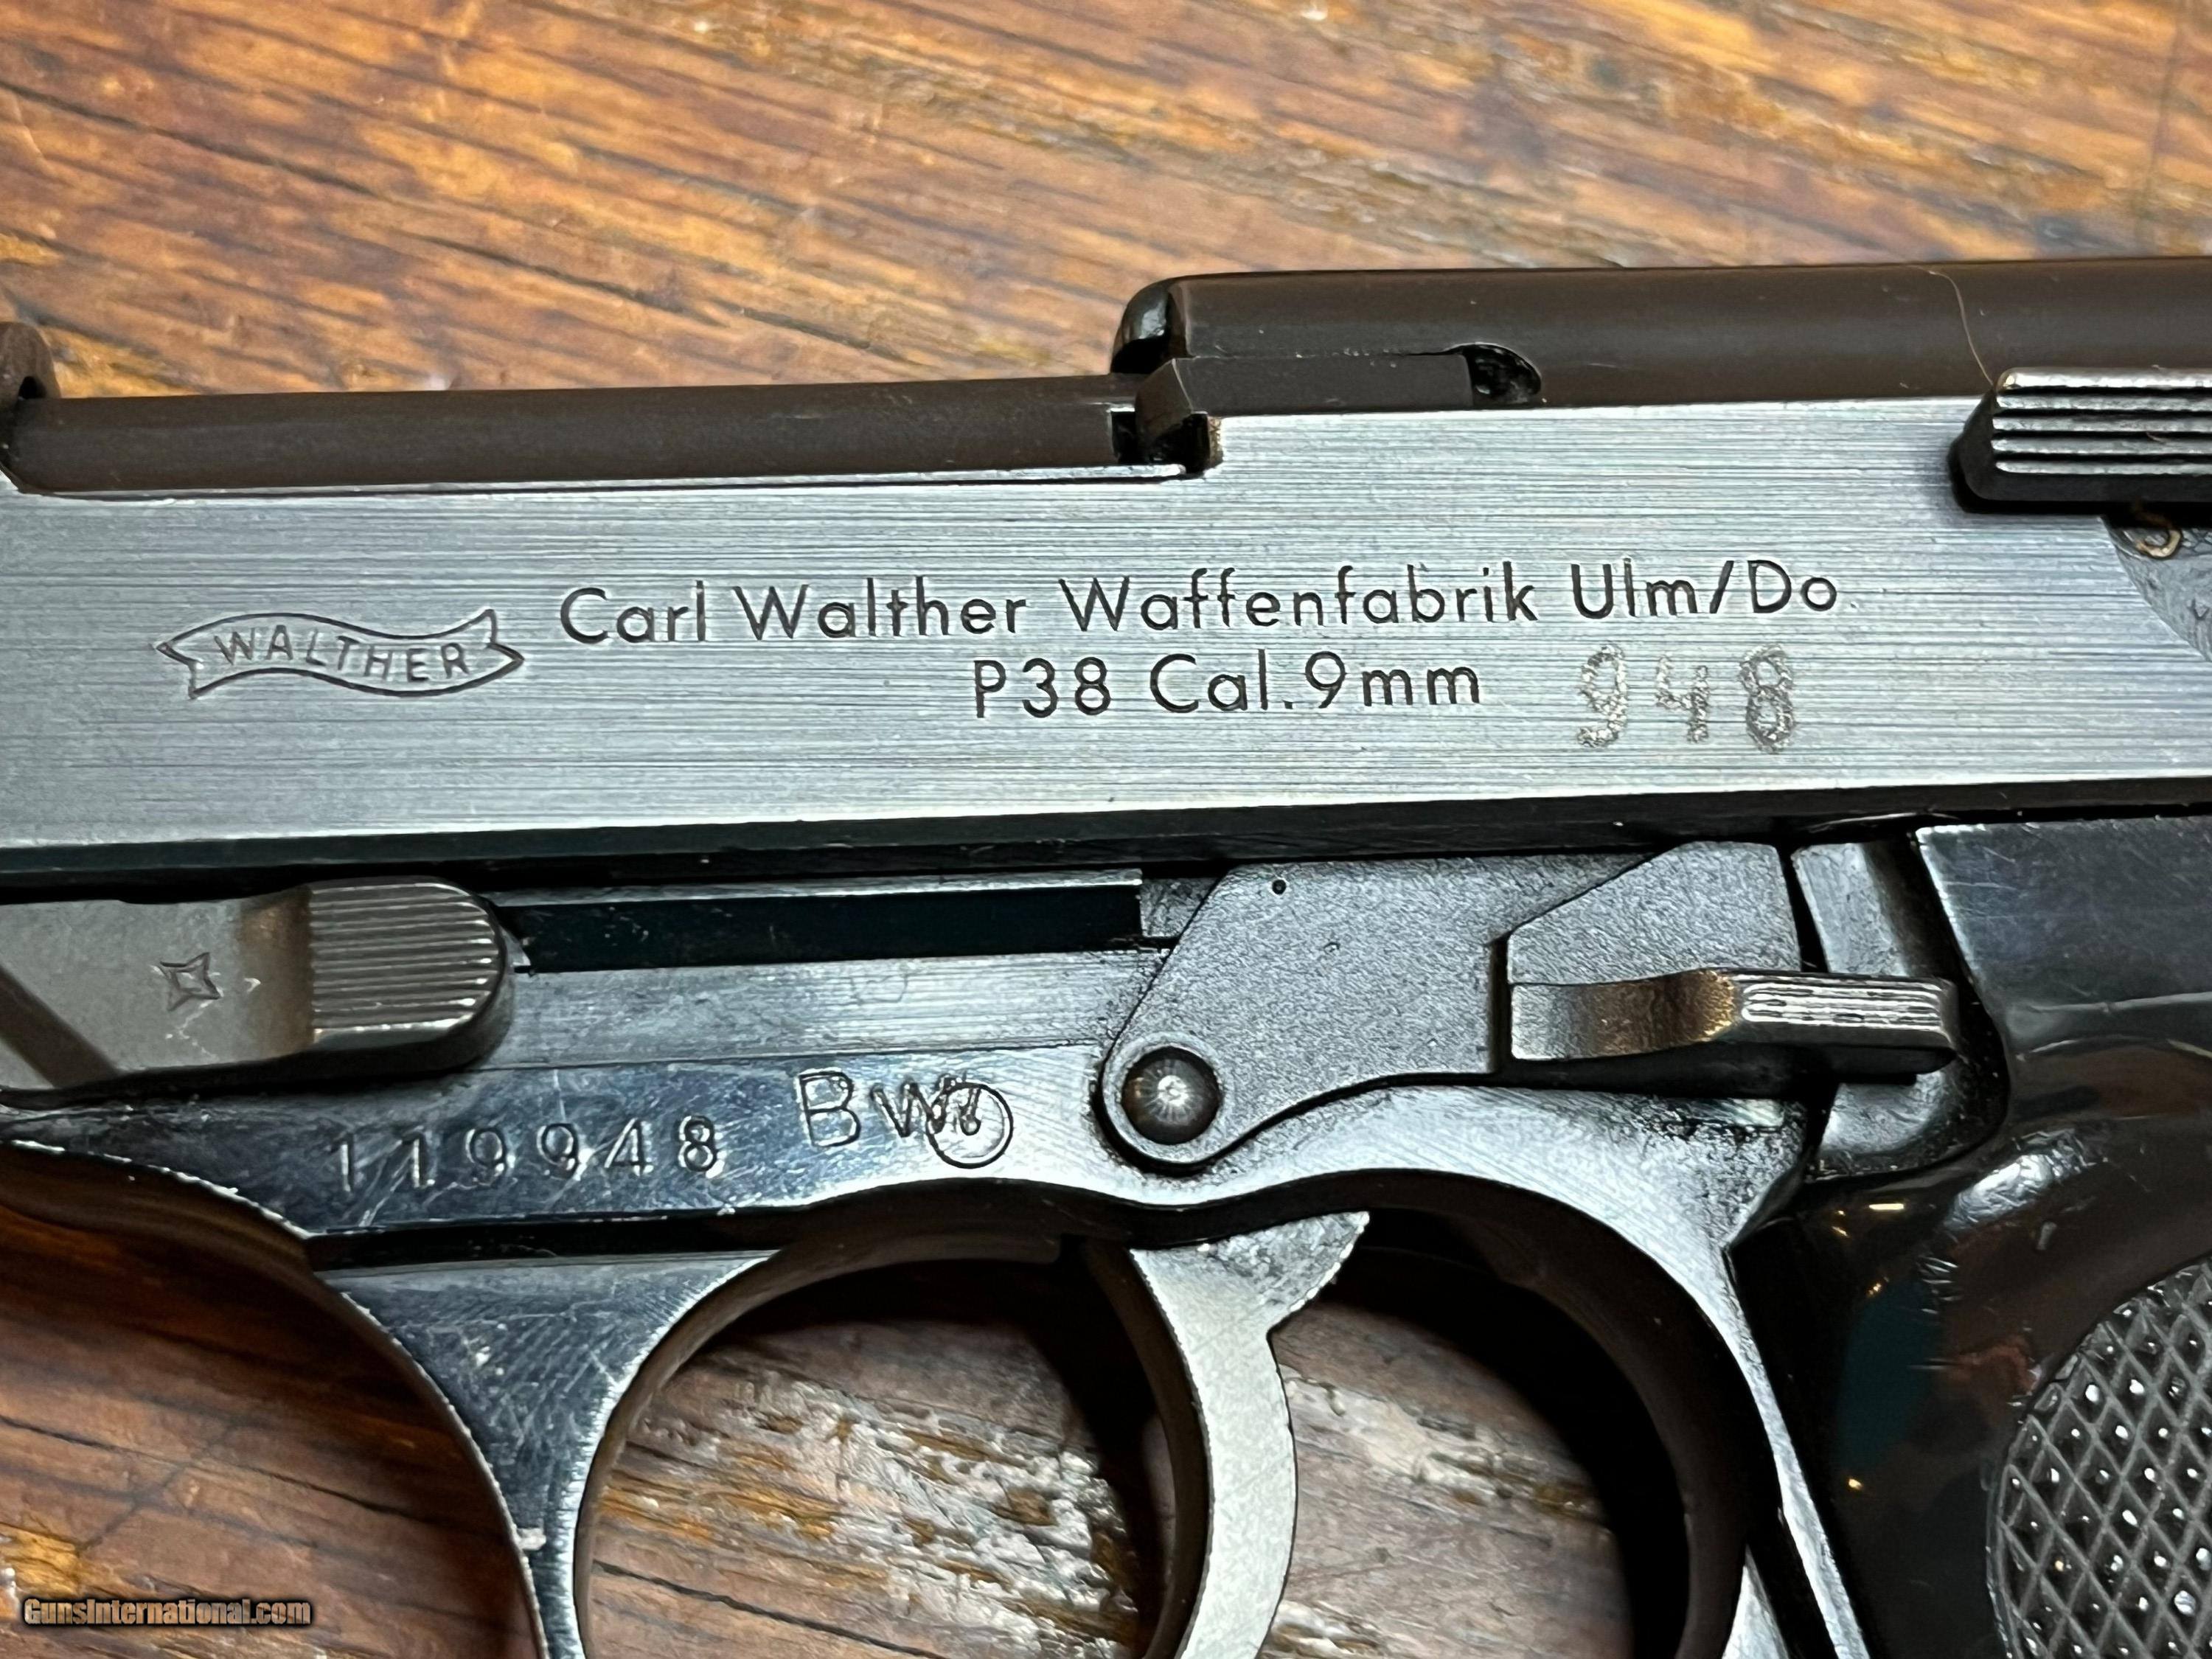 WALTHER Carl Walther Waffenfabrik Ulm/Do.
P38 Cal.9mm 948
119948 Bw
GunsInternational.com